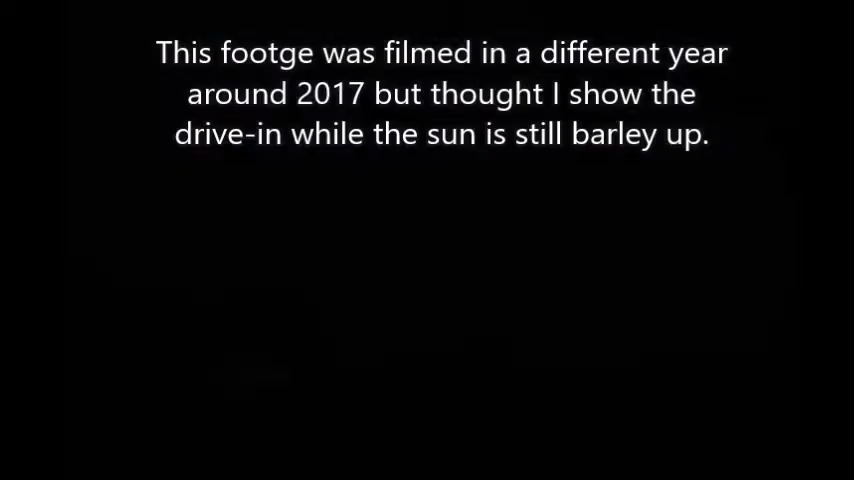 This footge was filmed in a different year
around 2017 but thought I show the
drive-in while the sun is still barley up.